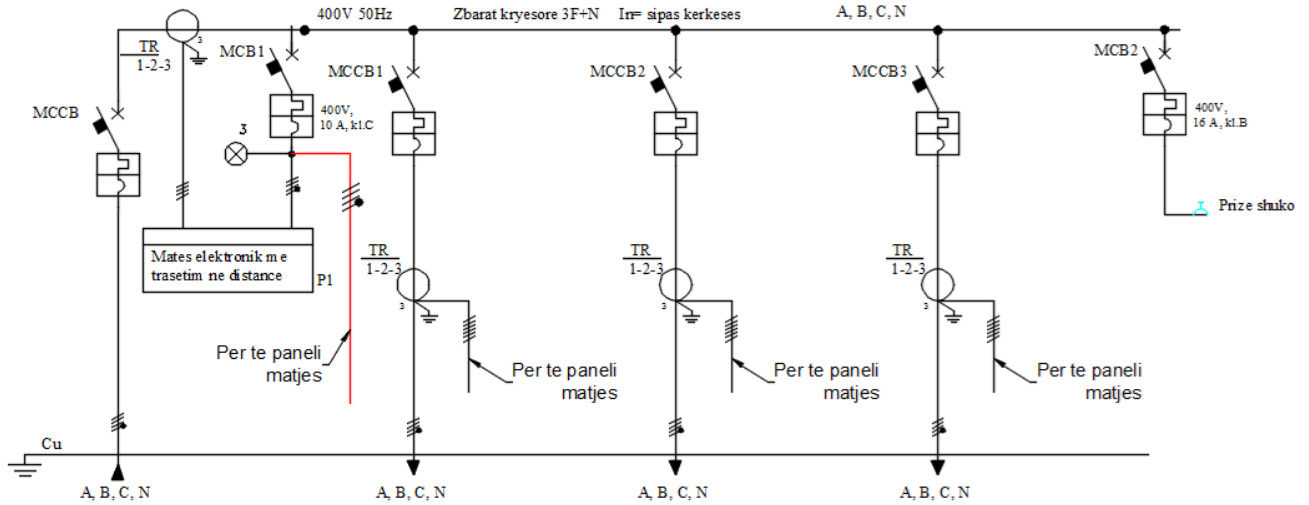 400V 50Hz Zbarat kryesore 3F+N In= sipas kerkeses A, B, C, N
TR
1-2-3
3
MCB1
MCCB1
MCCB2
MCCB3
MCB2
400V,
10 A, kl.C
400V,
16 A, kl.B
MCCB
3
Prize shuko
Mates elektronik me
trasetim ne distance
P1
TR
1-2-3
3
TR
1-2-3
3
TR
1-2-3
3
Per te paneli
matjes
Per te paneli
matjes
Per te paneli
matjes
Per te paneli
matjes
Cu
A, B, C, N
A, B, C, N
A, B, C, N
A, B, C, N